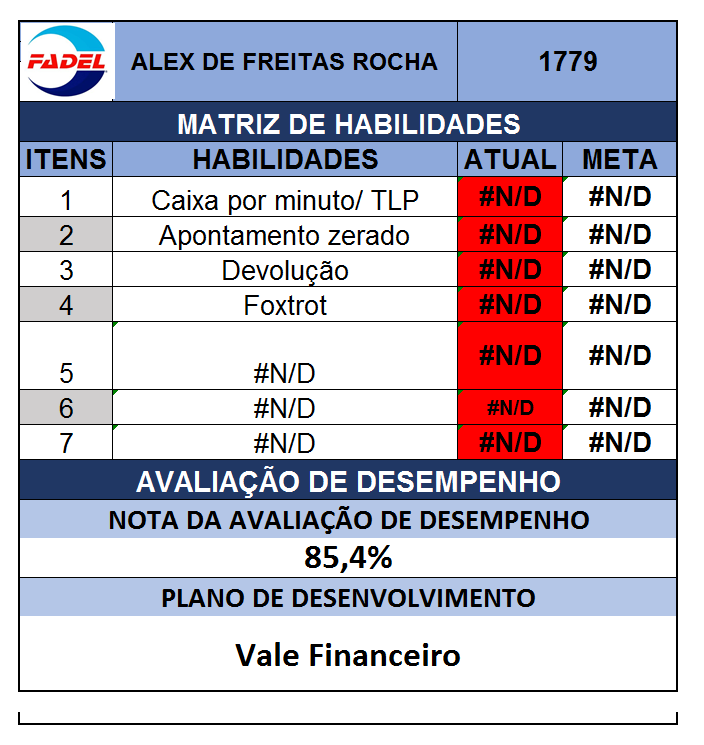 FADEL
ALEX DE FREITAS ROCHA 1779
MATRIZ DE HABILIDADES
ITENS HABILIDADES ATUAL META
1 Caixa por minuto/ TLP #N/D #N/D
2 Apontamento zerado #N/D #N/D
3 Devolução #N/D #N/D
4 Foxtrot #N/D #N/D
5 #N/D #N/D #N/D
6 #N/D #N/D #N/D
7 #N/D #N/D #N/D
AVALIAÇÃO DE DESEMPENHO
NOTA DA AVALIAÇÃO DE DESEMPENHO
85,4%
PLANO DE DESENVOLVIMENTO
Vale Financeiro